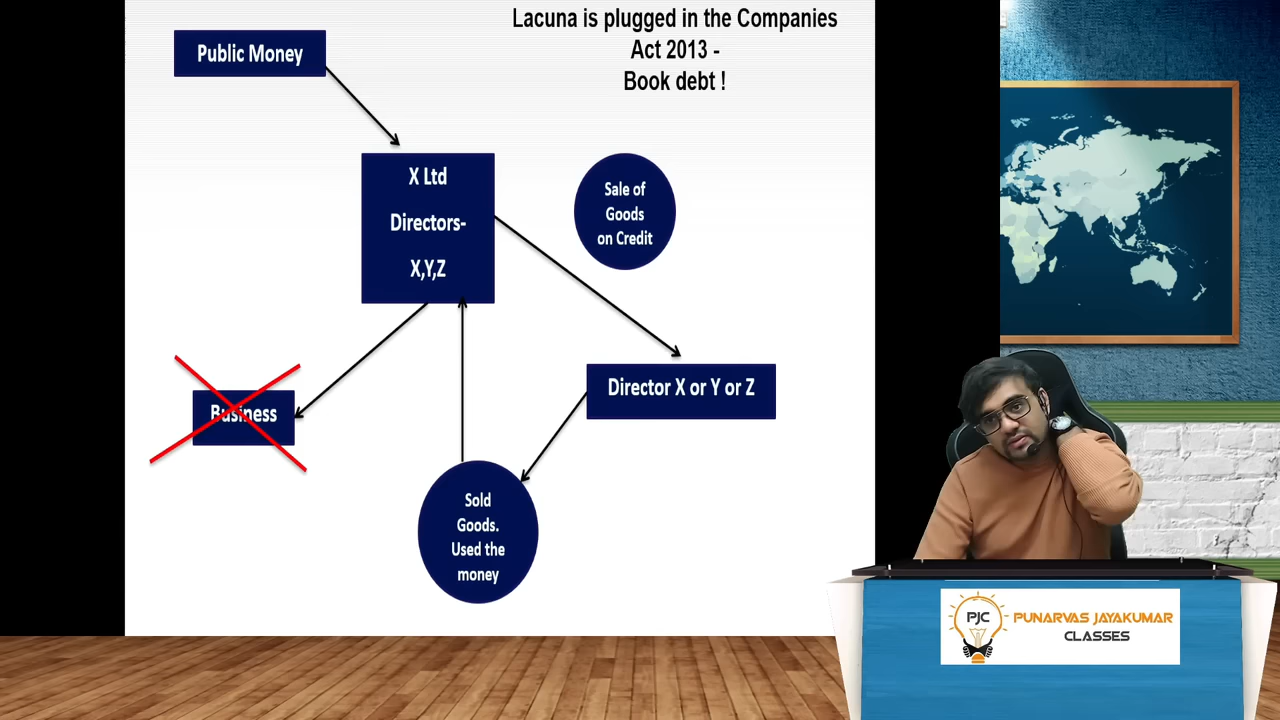 Lacuna is plugged in the Companies
Act 2013 -
Book debt !
Public Money
X Ltd
Directors-
X,Y,Z
Sale of
Goods
on Credit
Director X or Y or Z
Business
Sold
Goods.
Used the
money
PJC
PUNARVAS JAYAKUMAR
CLASSES